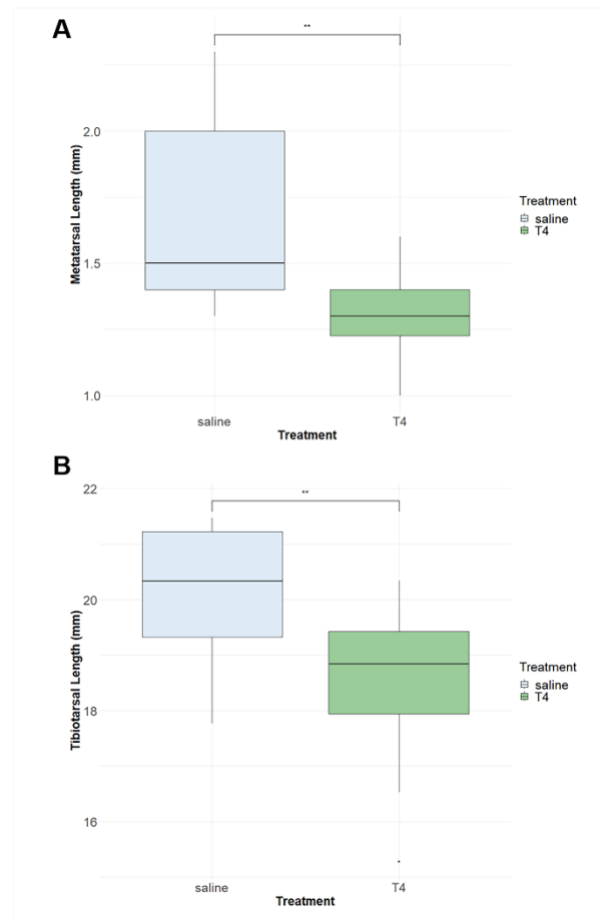 A
**
Metatarsal Length (mm)
2.0
1.5
1.0
saline
T4
Treatment
Treatment
saline
T4
B
**
Tibiotarsal Length (mm)
22
20
18
16
saline
T4
Treatment
Treatment
saline
T4